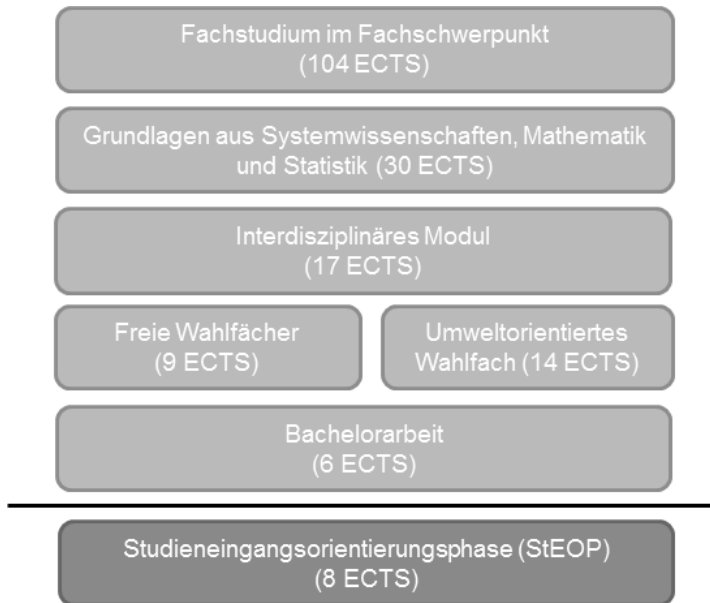 Fachstudium im Fachschwerpunkt
(104 ECTS)
Grundlagen aus Systemwissenschaften, Mathematik
und Statistik (30 ECTS)
Interdisziplinäres Modul
(17 ECTS)
Freie Wahlfächer
(9 ECTS)
Umweltorientiertes
Wahlfach (14 ECTS)
Bachelorarbeit
(6 ECTS)
Studieneingangsorientierungsphase (StEOP)
(8 ECTS)